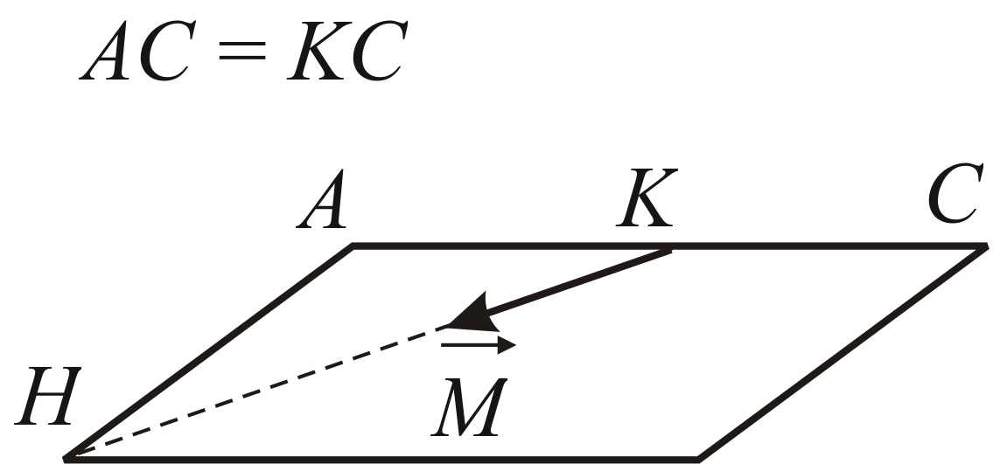 AC = KC
A K C
H
M